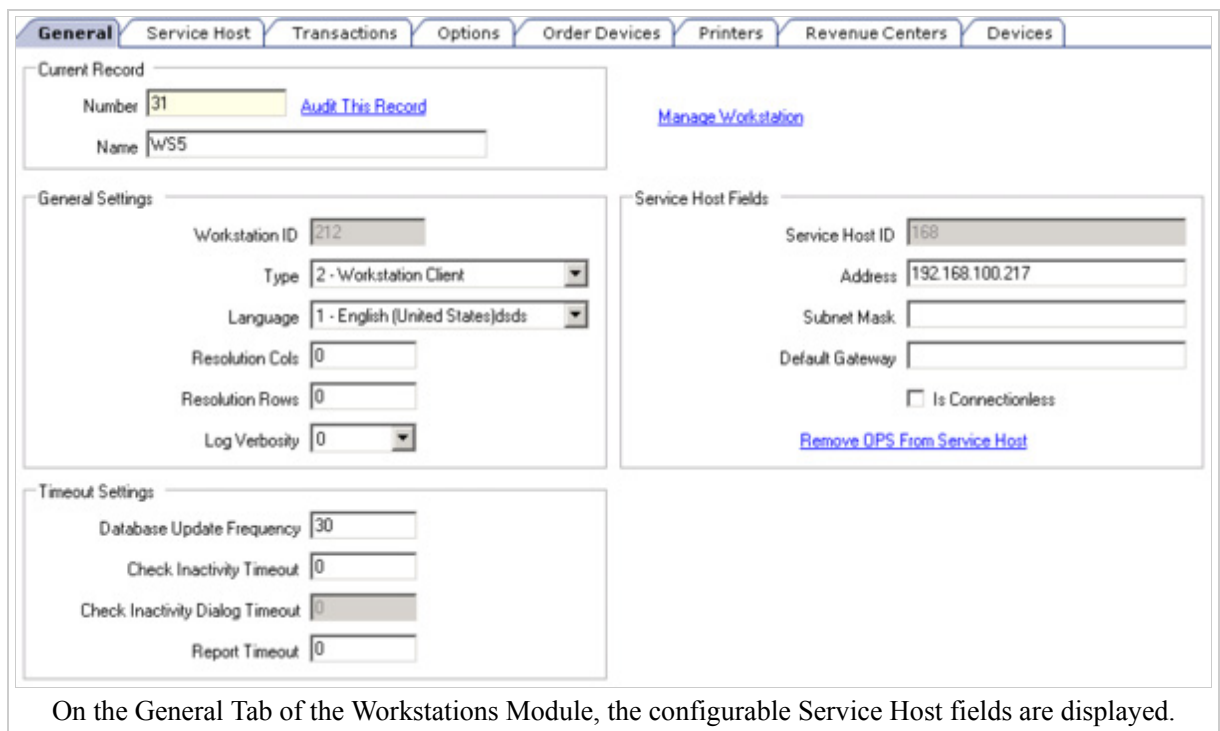 General Service Host Transactions Options Order Devices Printers Revenue Centers Devices
Current Record
Number 31 Audit This Record
Name WS5
Manage Workstation
General Settings
Workstation ID 212
Type 2 - Workstation Client
Language 1 - English (United States)dsds
Resolution Cols 0
Resolution Rows 0
Log Verbosity 0
Service Host Fields
Service Host ID 168
Address 192.168.100.217
Subnet Mask
Default Gateway
Is Connectionless
Remove OPS From Service Host
Timeout Settings
Database Update Frequency 30
Check Inactivity Timeout 0
Check Inactivity Dialog Timeout 0
Report Timeout 0
On the General Tab of the Workstations Module, the configurable Service Host fields are displayed.